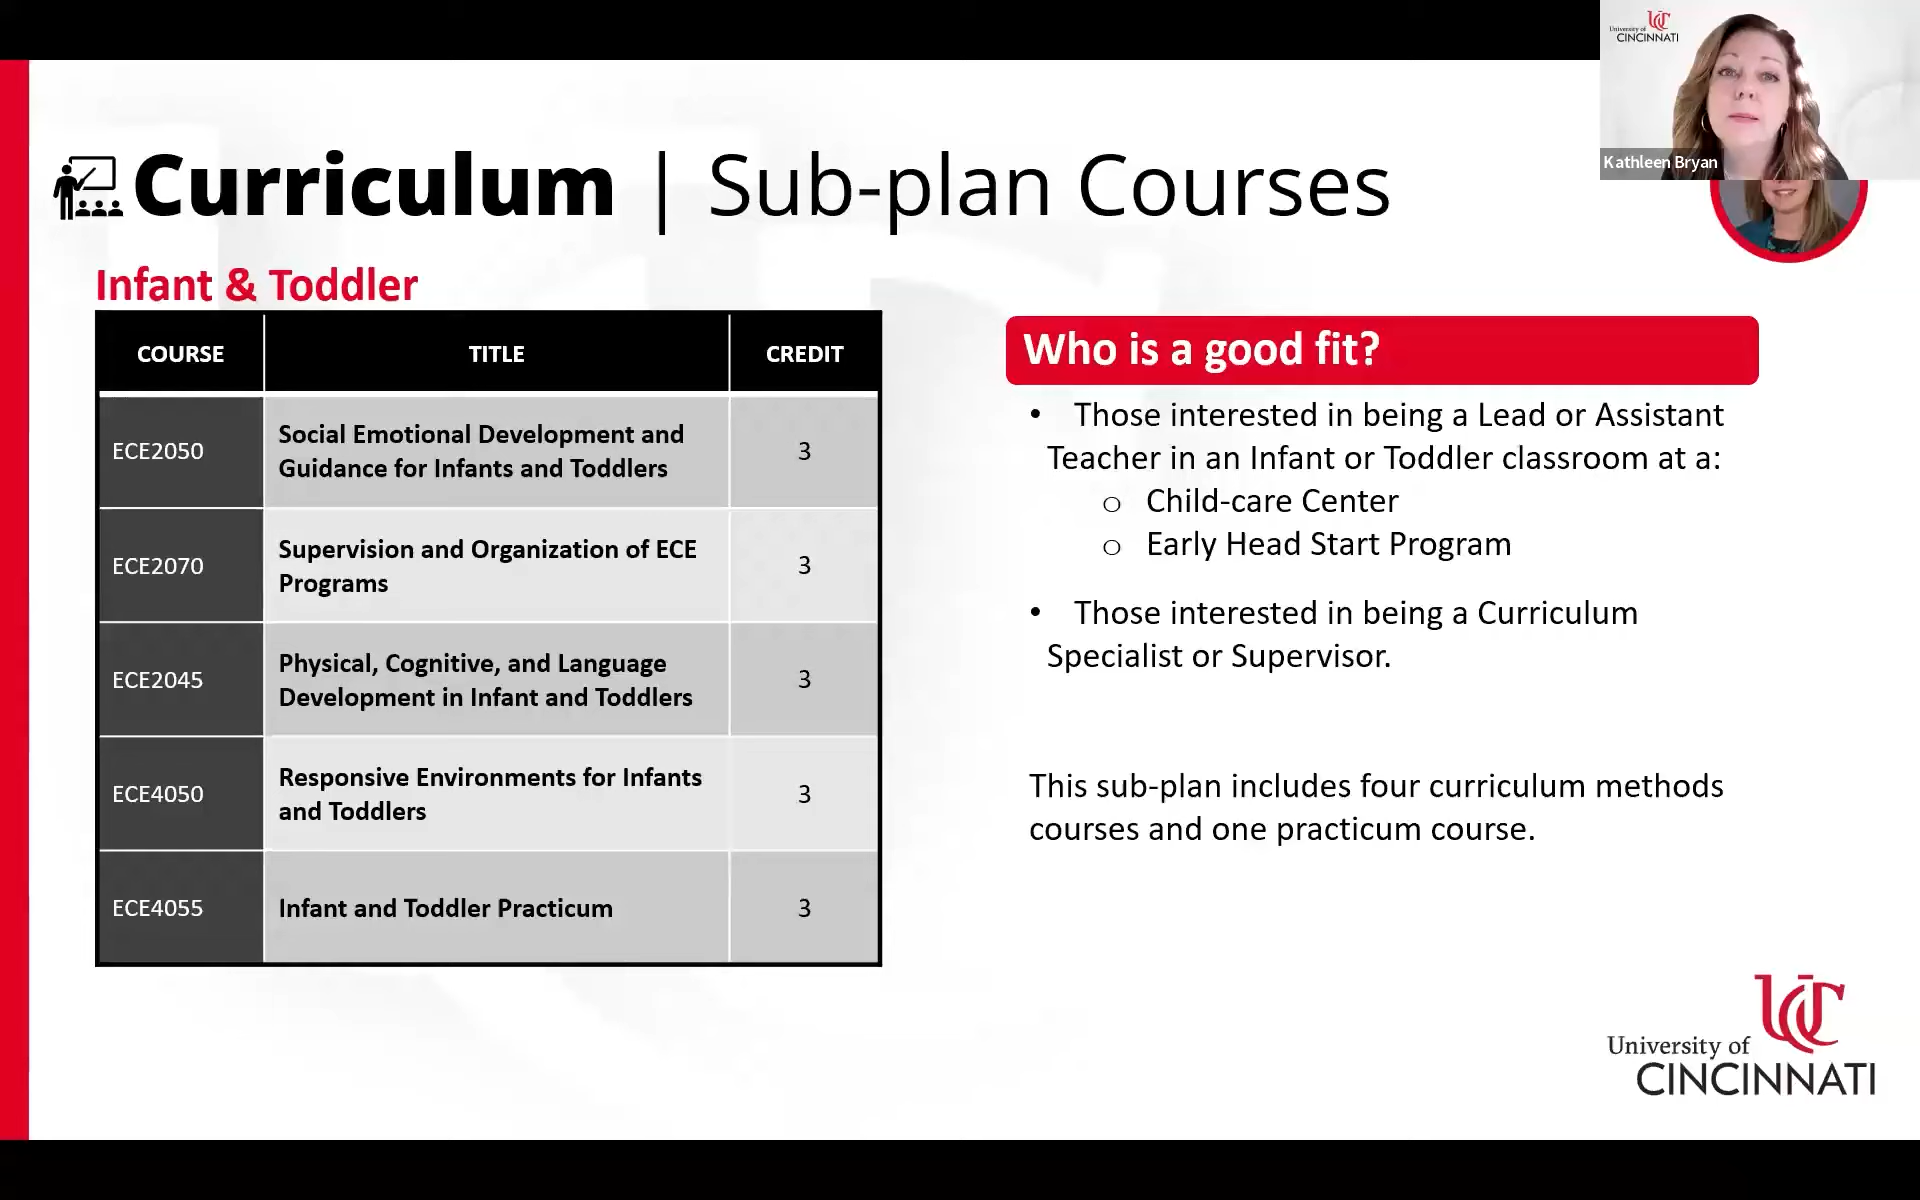 University of
CINCINNATI
Kathleen Bryan
Curriculum | Sub-plan Courses
Infant & Toddler
COURSE TITLE CREDIT
ECE2050 Social Emotional Development and
Guidance for Infants and Toddlers 3
ECE2070 Supervision and Organization of ECE
Programs 3
ECE2045 Physical, Cognitive, and Language
Development in Infant and Toddlers 3
ECE4050 Responsive Environments for Infants
and Toddlers 3
ECE4055 Infant and Toddler Practicum 3
Who is a good fit?
• Those interested in being a Lead or Assistant
Teacher in an Infant or Toddler classroom at a:
o Child-care Center
o Early Head Start Program
• Those interested in being a Curriculum
Specialist or Supervisor.
This sub-plan includes four curriculum methods
courses and one practicum course.
UC
University of
CINCINNATI